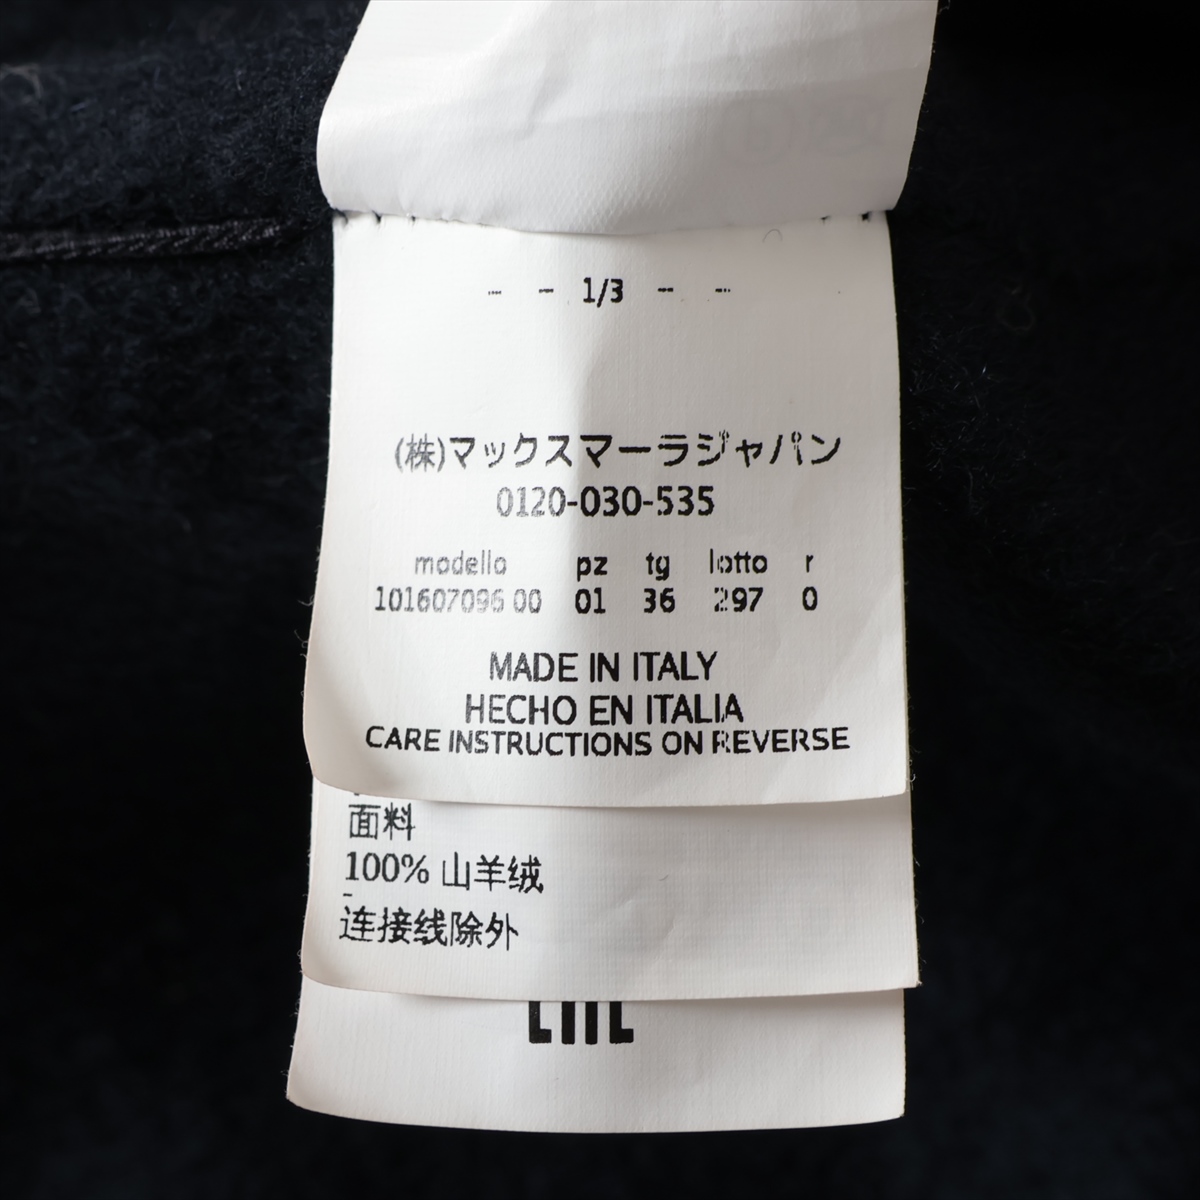 -- - 1/3 - --
(株)マックスマーラジャパン
0120-030-535
modello pz tg lotto r
101607096 00 01 36 297 0
MADE IN ITALY
HECHO EN ITALIA
CARE INSTRUCTIONS ON REVERSE
面料
100% 山羊绒
-
连接线除外